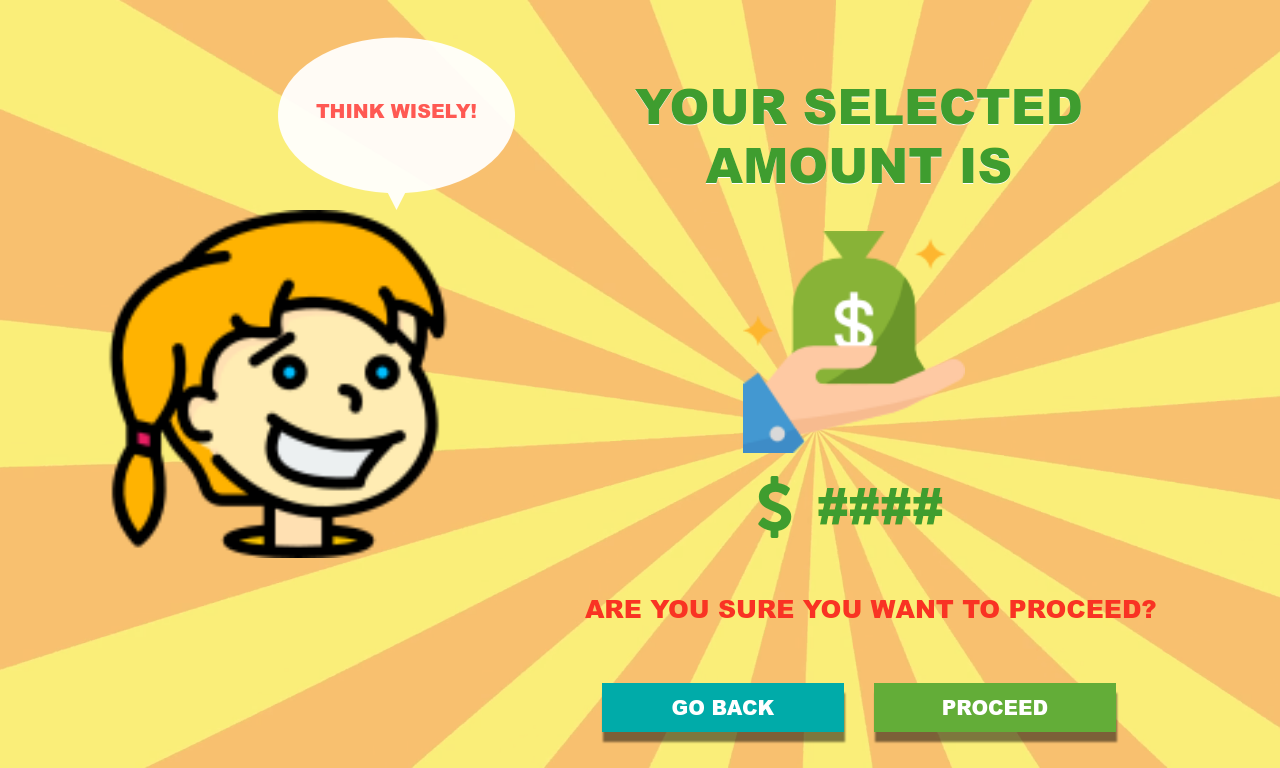 THINK WISELY!
YOUR SELECTED
AMOUNT IS
$
$ ####
ARE YOU SURE YOU WANT TO PROCEED?
GO BACK
PROCEED